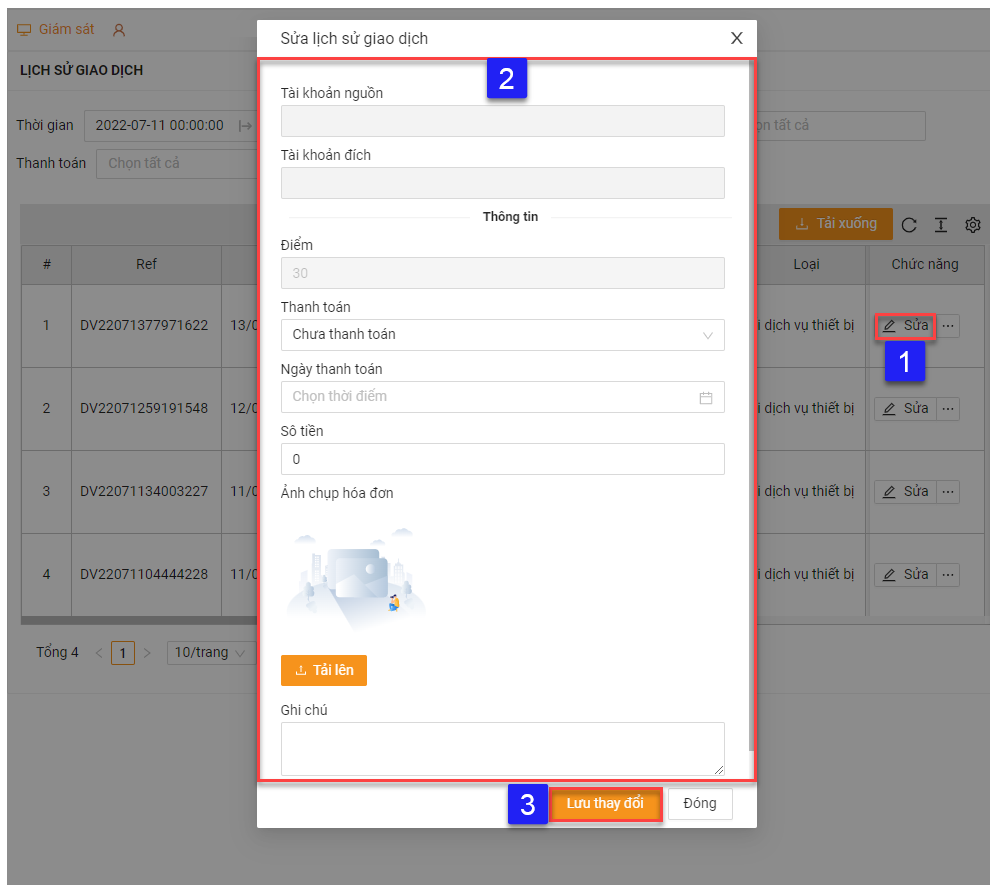 Giám sát
LỊCH SỬ GIAO DỊCH
Thời gian 2022-07-11 00:00:00
Thanh toán Chọn tất cả
ọn tất cả
Tải xuống
# Ref Loại Chức năng
1 DV22071377971622 13/0 i dịch vụ thiết bị Sửa ...
1
2 DV22071259191548 12/0 i dịch vụ thiết bị Sửa ...
3 DV22071134003227 11/0 i dịch vụ thiết bị Sửa ...
4 DV22071104444228 11/0 i dịch vụ thiết bị Sửa ...
Tổng 4 < 1 > 10/trang
Sửa lịch sử giao dịch X
2
Tài khoản nguồn
Tài khoản đích
Thông tin
Điểm
30
Thanh toán
Chưa thanh toán
Ngày thanh toán
Chọn thời điểm
Sô tiền
0
Ảnh chụp hóa đơn
Tải lên
Ghi chú
3 Lưu thay đổi Đóng